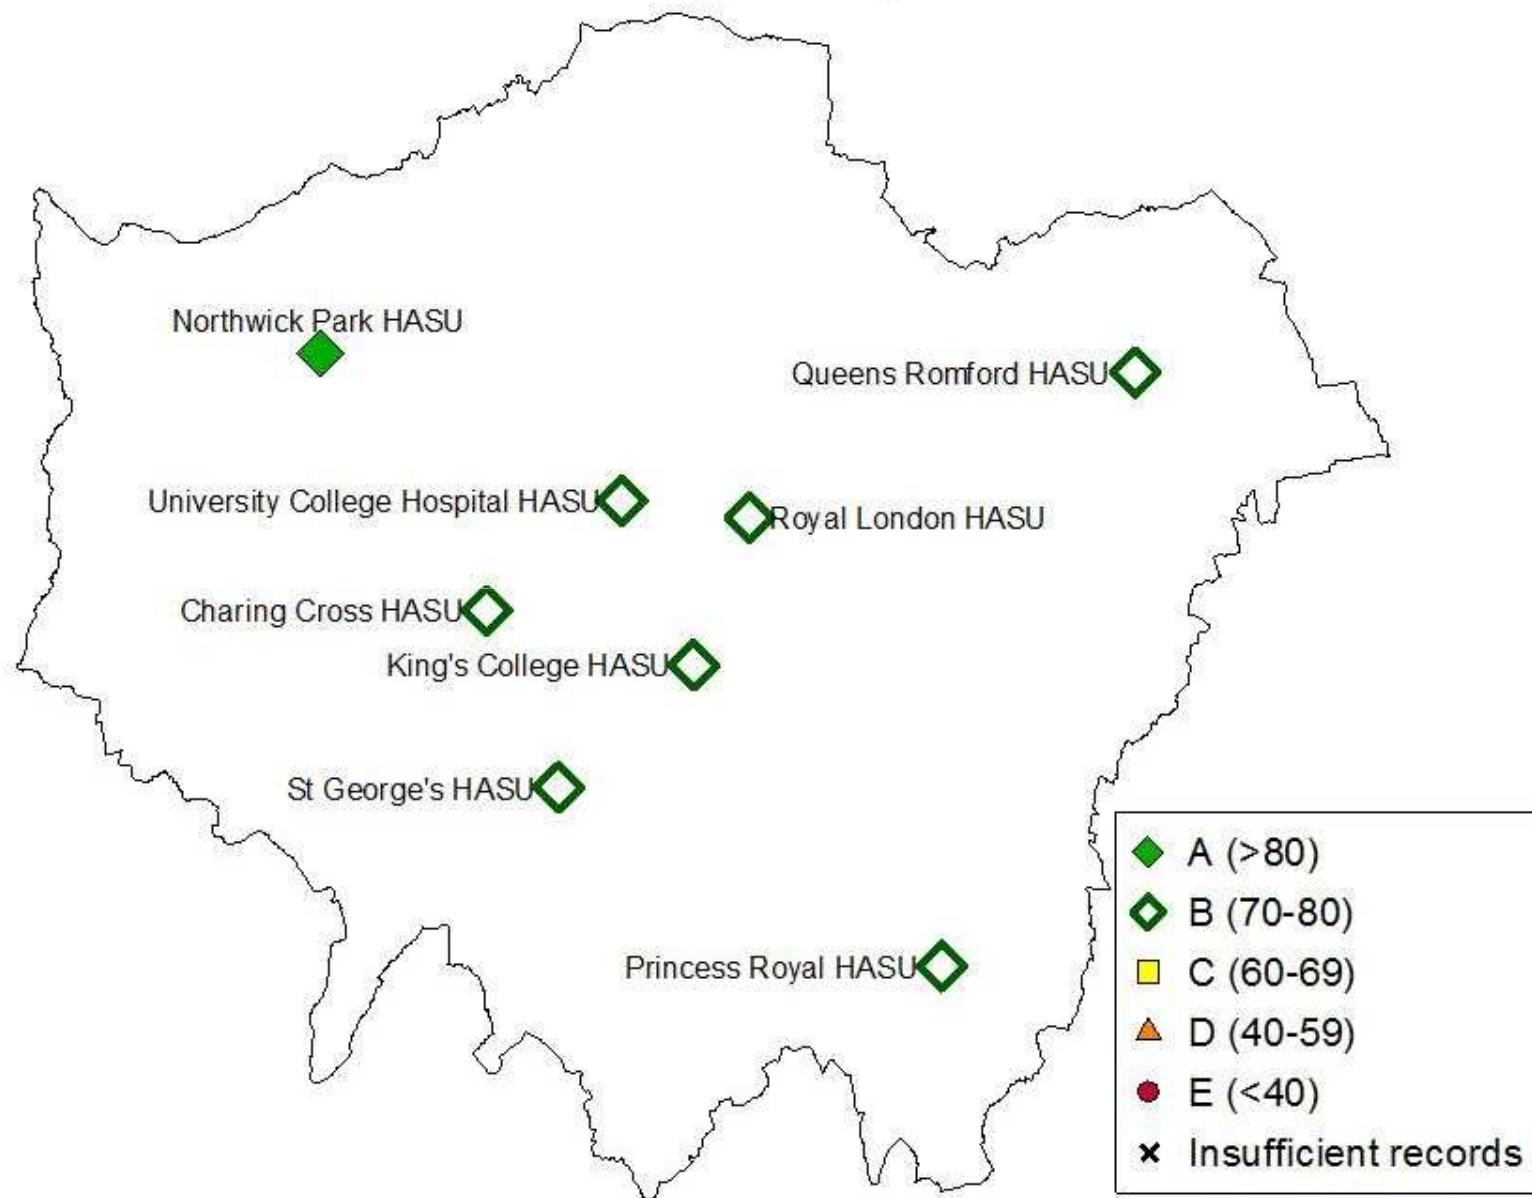 Northwick Park HASU
Queens Romford HASU
University College Hospital HASU
Royal London HASU
Charing Cross HASU
King's College HASU
St George's HASU
Princess Royal HASU
A (>80)
B (70-80)
C (60-69)
D (40-59)
E (<40)
Insufficient records